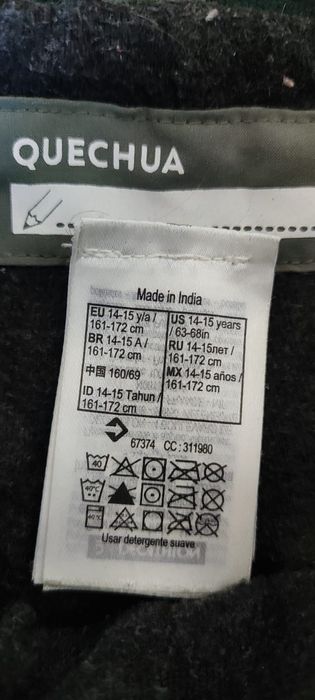 QUECHUA
Made in India
EU 14-15 y/a / US 14-15 years
161-172 cm / 63-68in
BR 14-15 A / RU 14-15лет /
161-172 cm 161-172 cm
中国 160/69 MX 14-15 años /
ID 14-15 Tahun / 161-172 cm
161-172 cm
67374 CC : 311980
40
40°C
40°C
Usar detergente suave